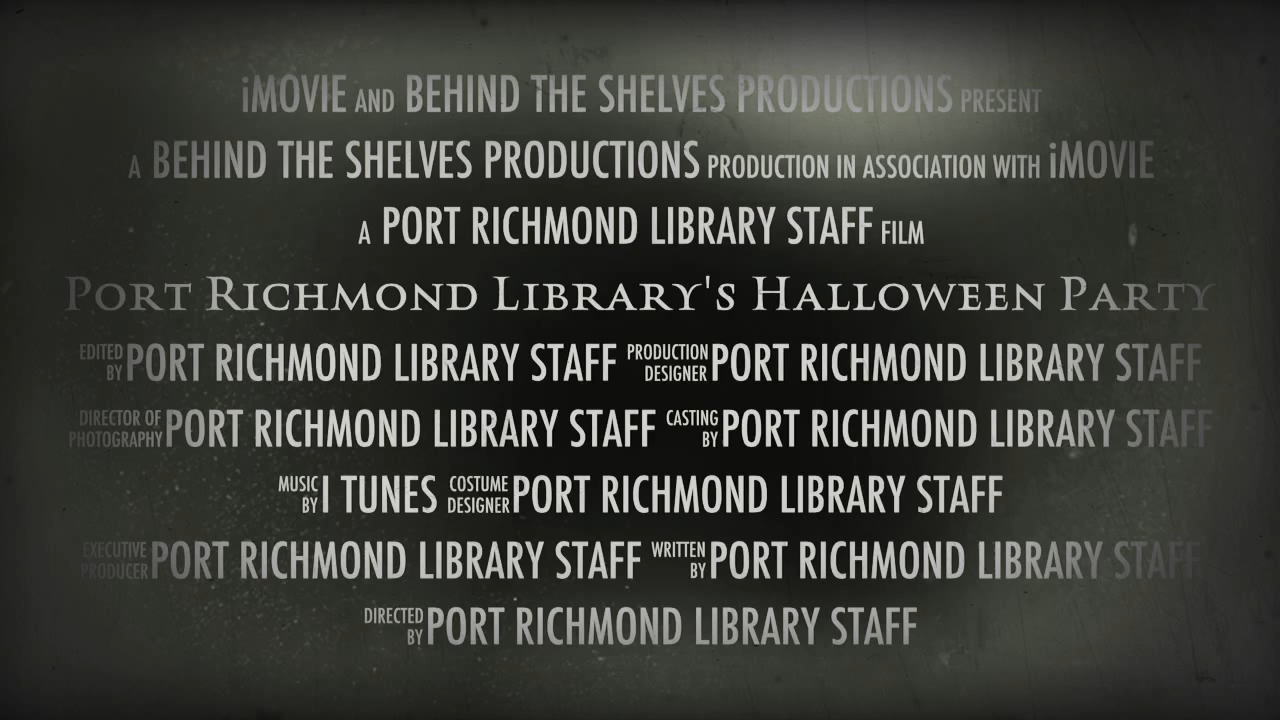 iMOVIE AND BEHIND THE SHELVES PRODUCTIONS PRESENT
A BEHIND THE SHELVES PRODUCTIONS PRODUCTION IN ASSOCIATION WITH iMOVIE
A PORT RICHMOND LIBRARY STAFF FILM
PORT RICHMOND LIBRARY'S HALLOWEEN PARTY
EDITED BY PORT RICHMOND LIBRARY STAFF PRODUCTION DESIGNER PORT RICHMOND LIBRARY STAFF
DIRECTOR OF PHOTOGRAPHY PORT RICHMOND LIBRARY STAFF CASTING BY PORT RICHMOND LIBRARY STAFF
MUSIC BY I TUNES COSTUME DESIGNER PORT RICHMOND LIBRARY STAFF
EXECUTIVE PRODUCER PORT RICHMOND LIBRARY STAFF WRITTEN BY PORT RICHMOND LIBRARY STAFF
DIRECTED BY PORT RICHMOND LIBRARY STAFF